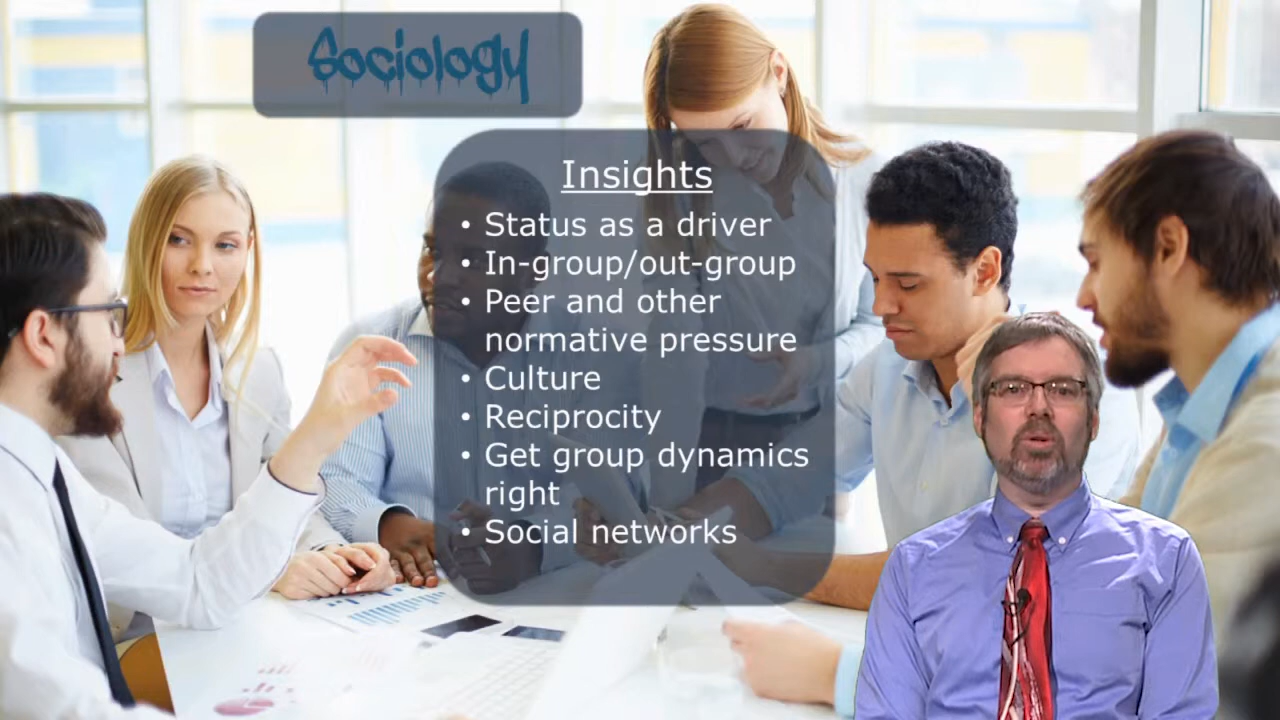 Sociology
Insights
• Status as a driver
• In-group/out-group
• Peer and other
normative pressure
• Culture
• Reciprocity
• Get group dynamics
right
• Social networks